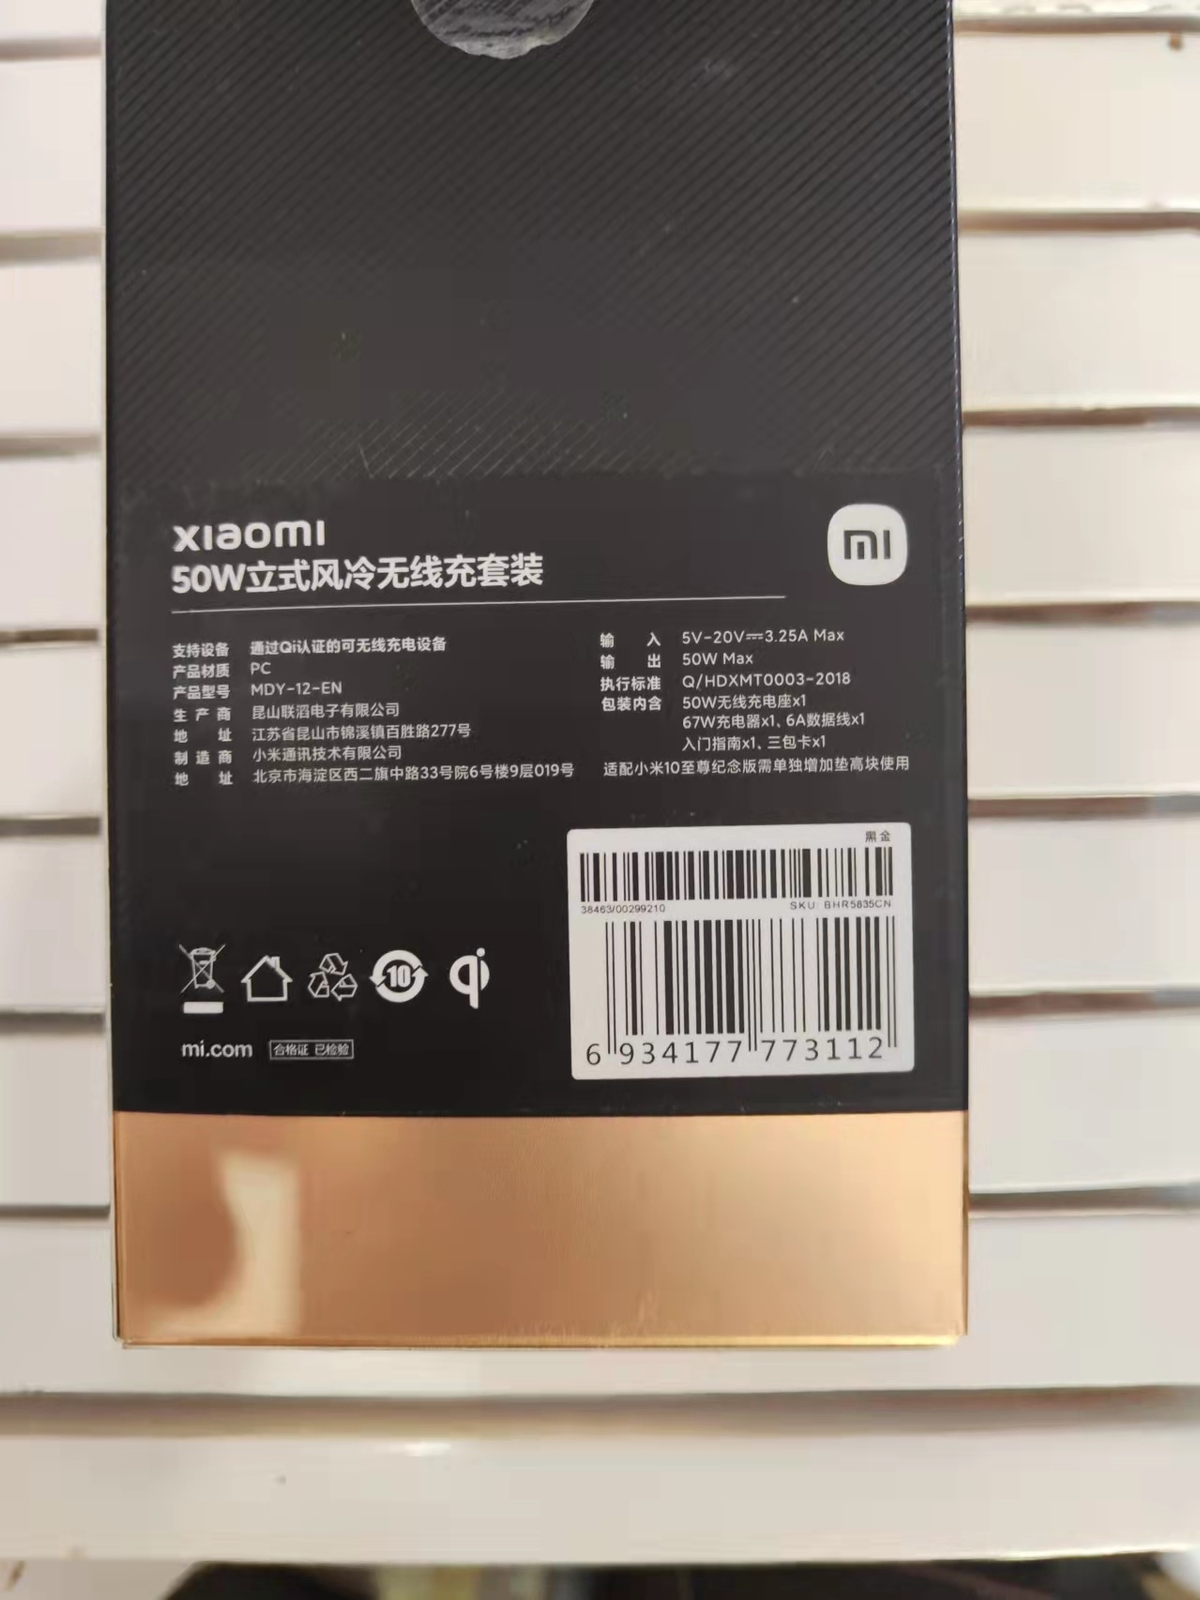 xiaomi
50W立式风冷无线充套装
mi
支持设备 通过Qi认证的可无线充电设备
产品材质 PC
产品型号 MDY-12-EN
生产商 昆山联滔电子有限公司
地址 江苏省昆山市锦溪镇百胜路277号
制造商 小米通讯技术有限公司
地址 北京市海淀区西二旗中路33号院6号楼9层019号
输入 5V-20V⎓3.25A Max
输出 50W Max
执行标准 Q/HDXMT0003-2018
包装内含 50W无线充电座x1
67W充电器x1、6A数据线x1
入门指南x1、三包卡x1
适配小米10至尊纪念版需单独增加垫高块使用
黑金
38463/00299210 SKU: BHR5835CN
6 934177 773112
10
qi
mi.com 合格证 已检验